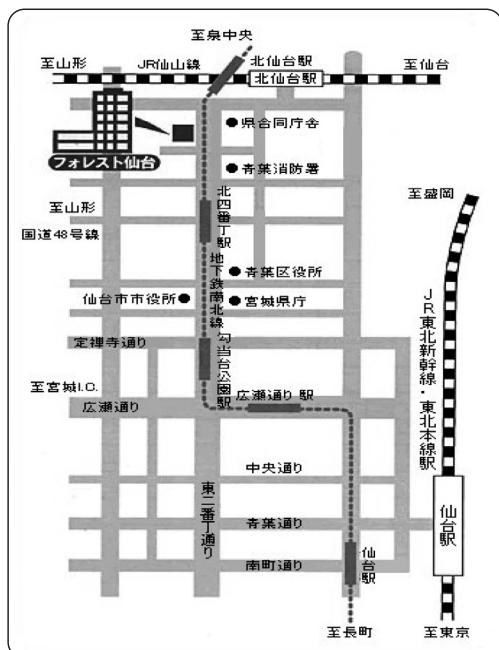 至泉中央
至山形
JR仙山線
北仙台駅
北仙台駅
至仙台
県合同庁舎
フォレスト仙台
青葉消防署
至山形
国道48号線
北四番丁駅
至盛岡
地下鉄南北線
青葉区役所
仙台市市役所
宮城県庁
定禅寺通り
勾当台公園駅
JR東北新幹線・東北本線駅
至宮城I.C.
広瀬通り
広瀬通り 駅
中央通り
東二番丁通り
青葉通り
仙台駅
南町通り
仙台駅
至長町
至東京